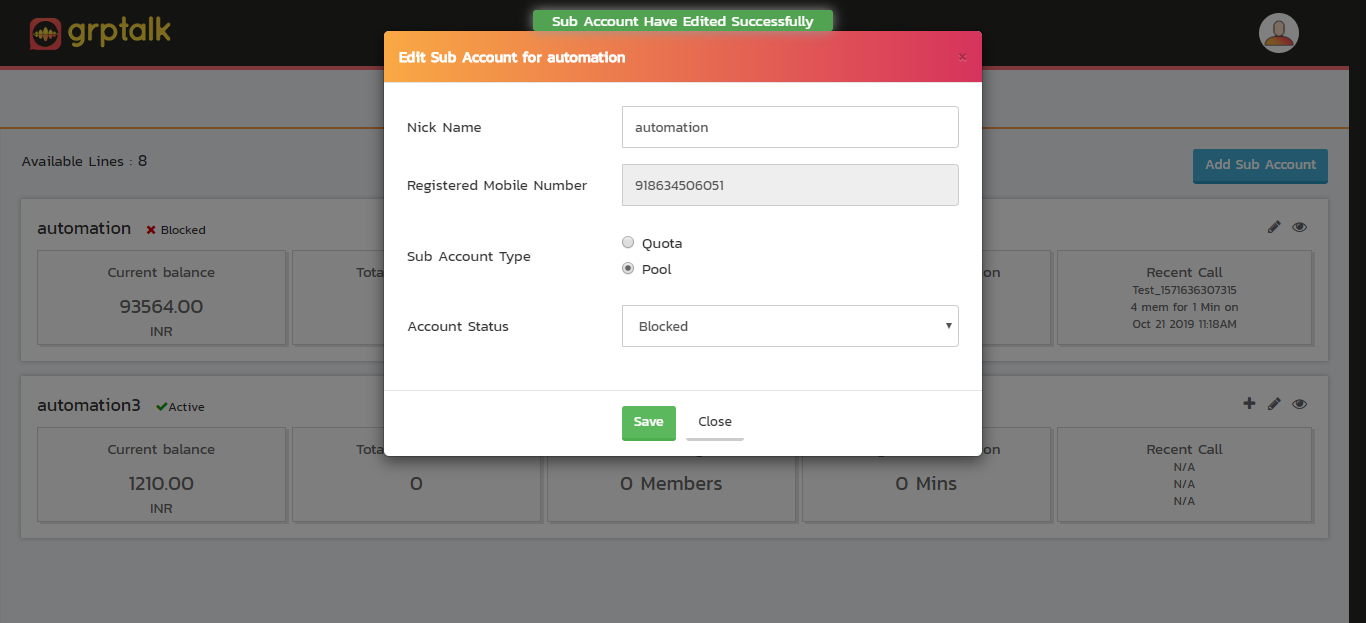 Sub Account Have Edited Successfully
grptalk
Edit Sub Account for automation
×
Nick Name
automation
Registered Mobile Number
918634506051
Sub Account Type
Quota
Pool
Account Status
Blocked
Save
Close
Available Lines : 8
Add Sub Account
automation
Blocked
Current balance
93564.00
INR
Tota
on
Recent Call
Test_1571636307315
4 mem for 1 Min on
Oct 21 2019 11:18AM
automation3
Active
Current balance
1210.00
INR
Tota
0
0 Members
on
0 Mins
Recent Call
N/A
N/A
N/A